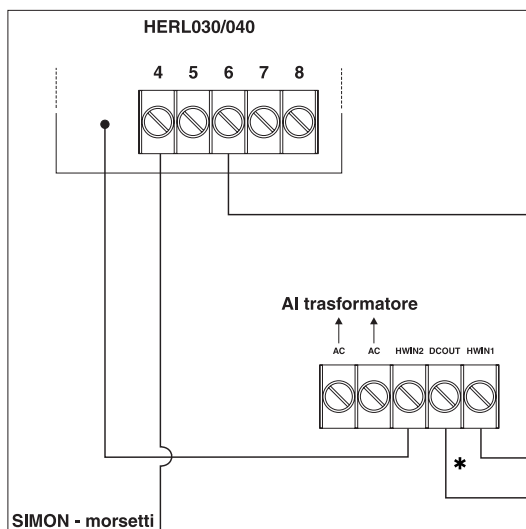 HERL030/040
4 5 6 7 8
Al trasformatore
AC AC HWIN2 DCOUT HWIN1
*
SIMON - morsetti